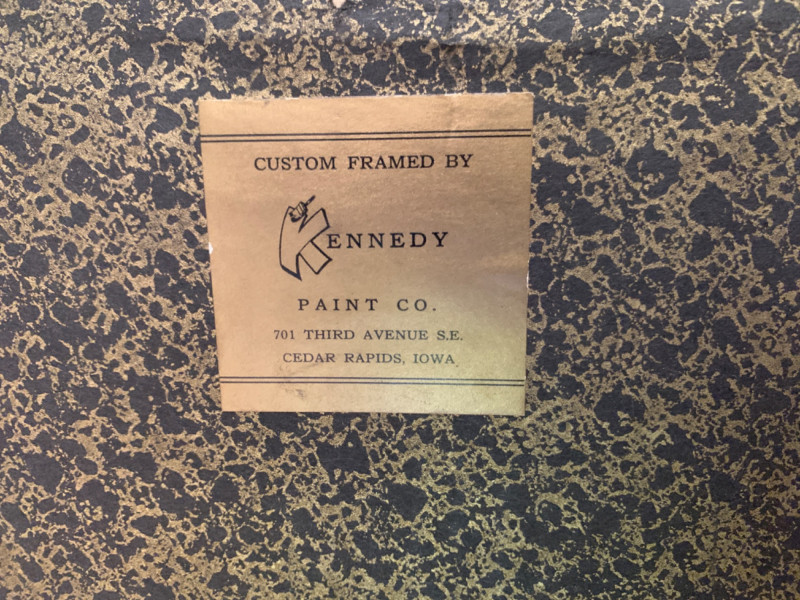 CUSTOM FRAMED BY
KENNEDY
PAINT CO.
701 THIRD AVENUE S.E.
CEDAR RAPIDS, IOWA